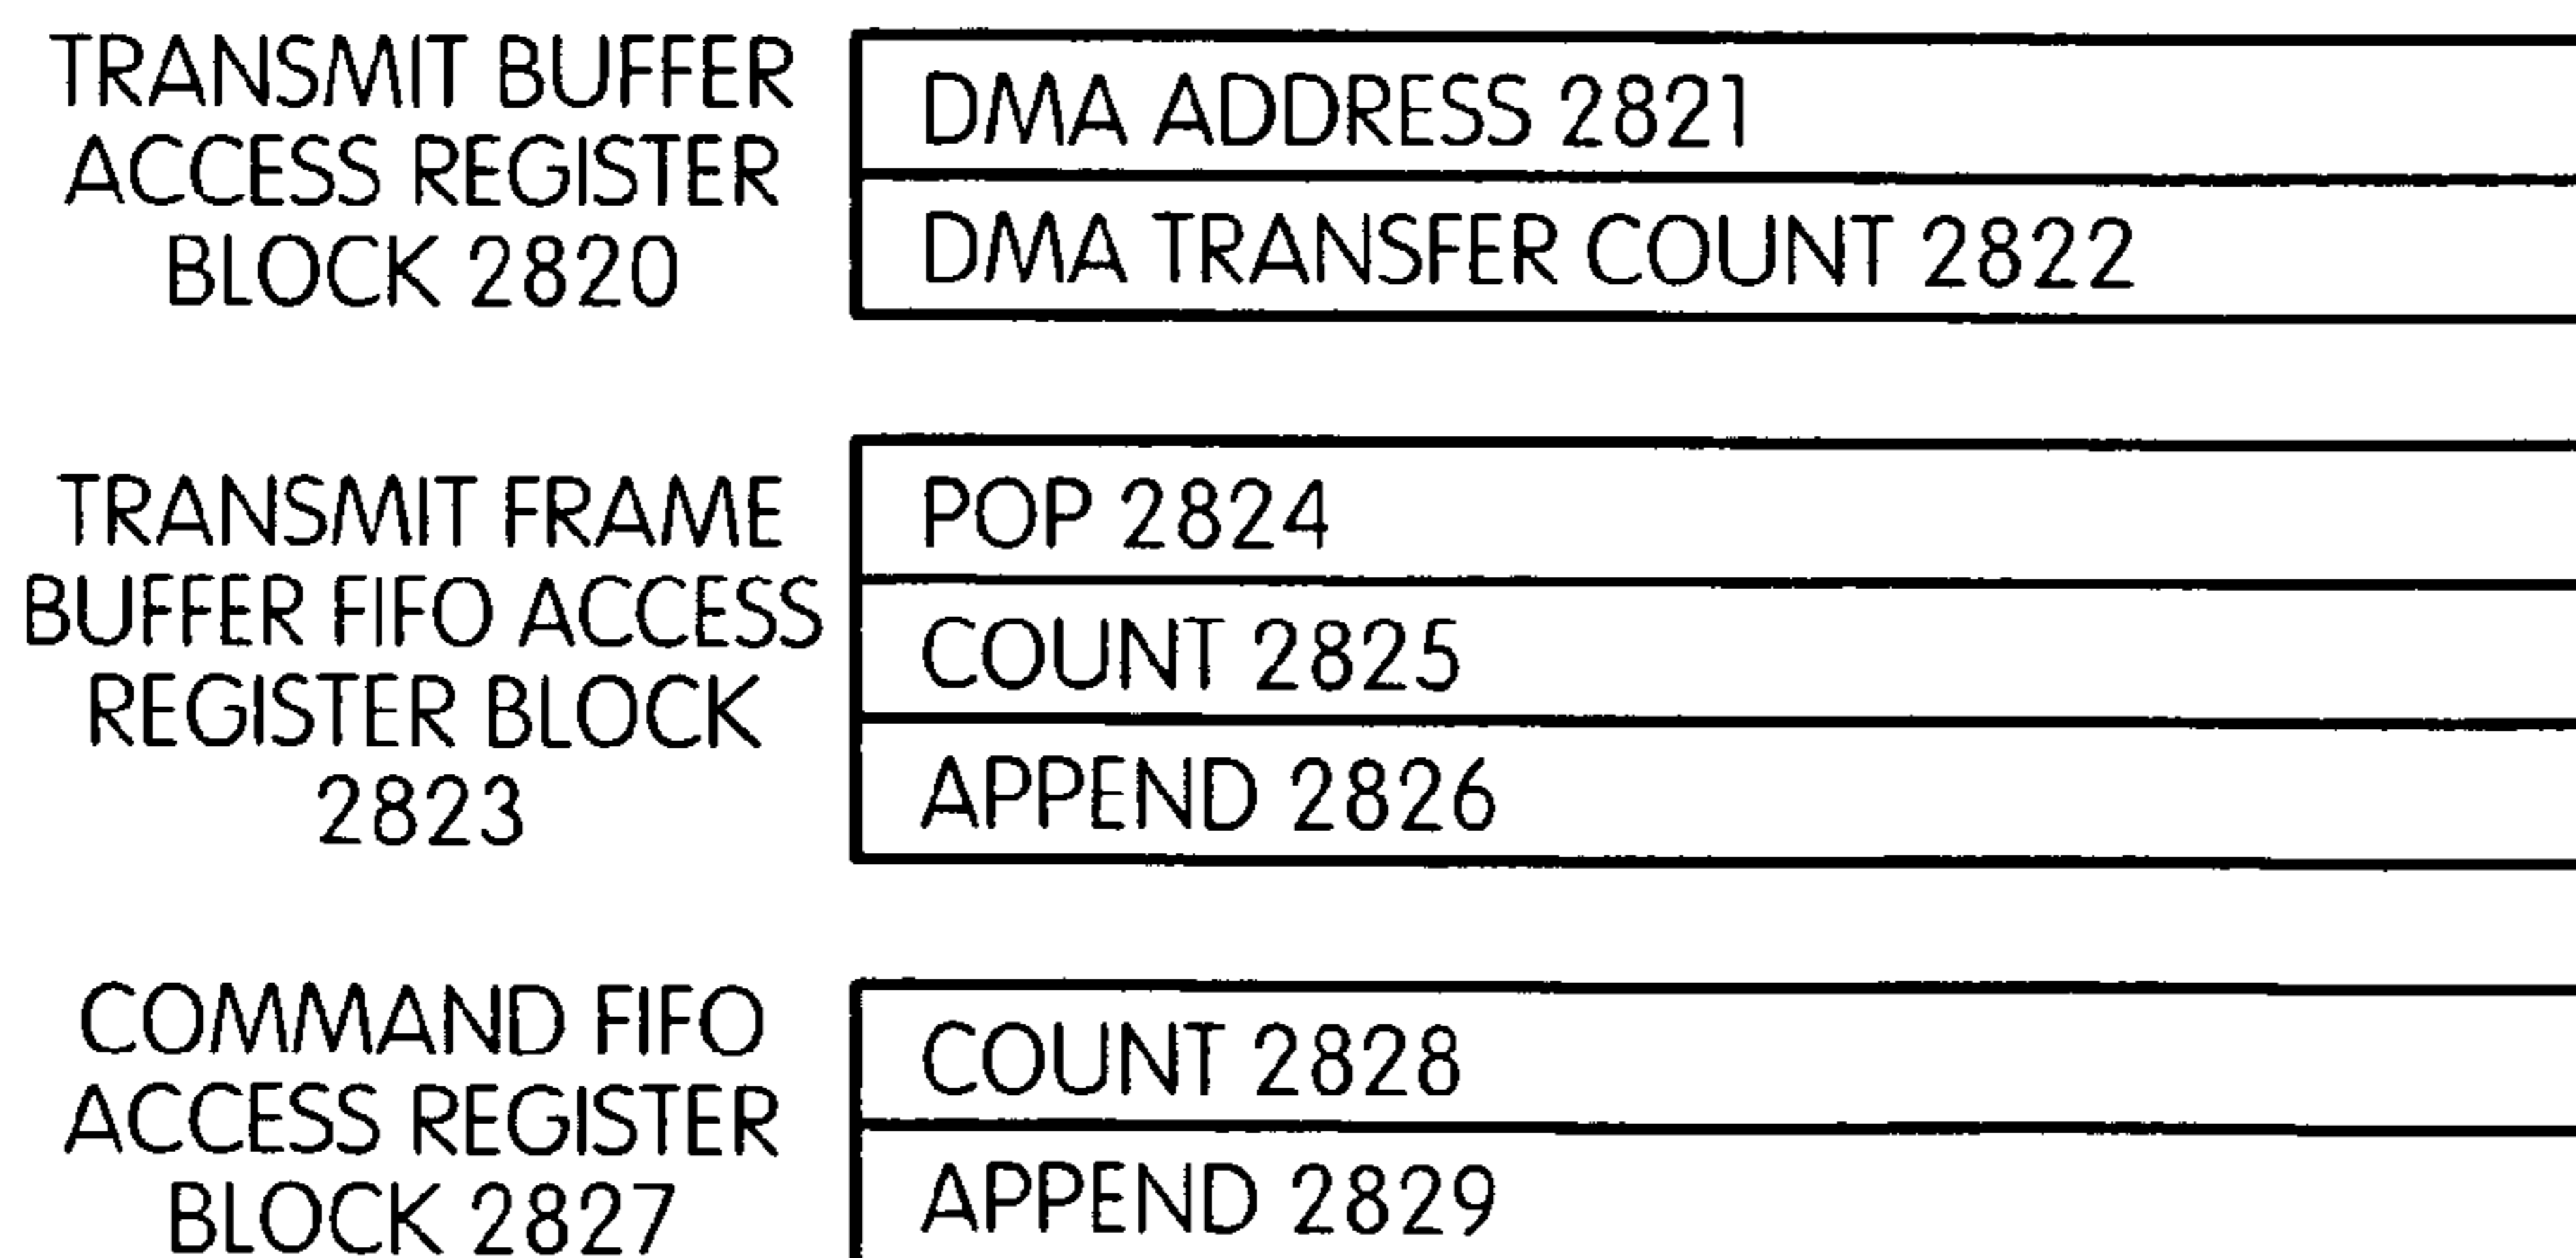 TRANSMIT BUFFER
ACCESS REGISTER
BLOCK 2820
DMA ADDRESS 2821
DMA TRANSFER COUNT 2822
TRANSMIT FRAME
BUFFER FIFO ACCESS
REGISTER BLOCK
2823
POP 2824
COUNT 2825
APPEND 2826
COMMAND FIFO
ACCESS REGISTER
BLOCK 2827
COUNT 2828
APPEND 2829